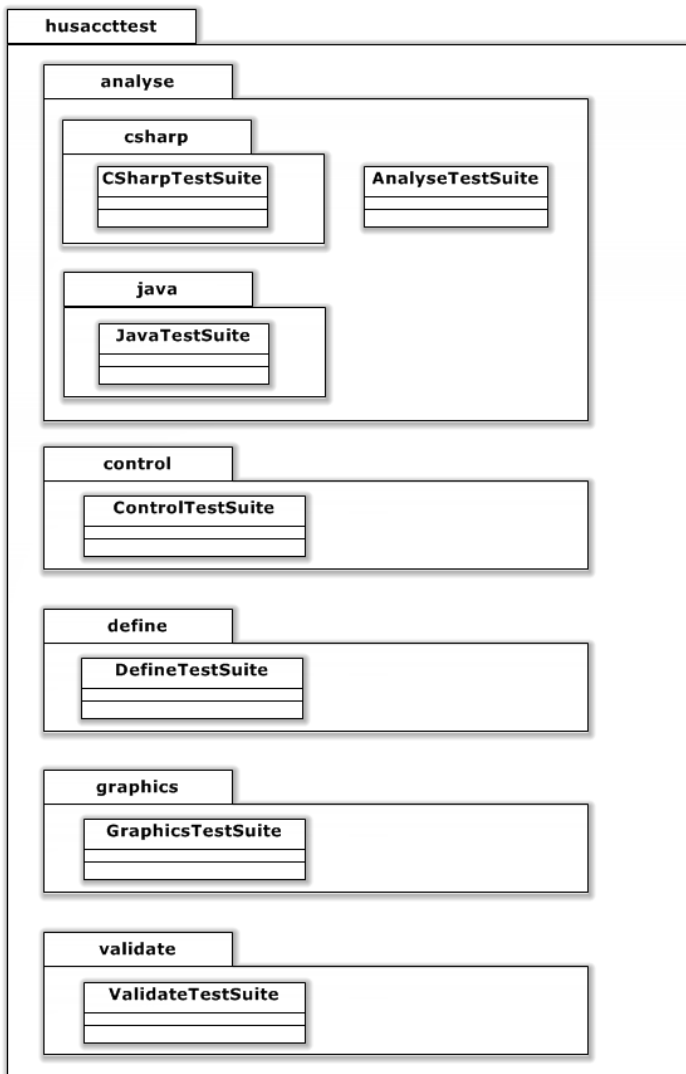 husaccttest
analyse
csharp
CSharpTestSuite
AnalyseTestSuite
java
JavaTestSuite
control
ControlTestSuite
define
DefineTestSuite
graphics
GraphicsTestSuite
validate
ValidateTestSuite